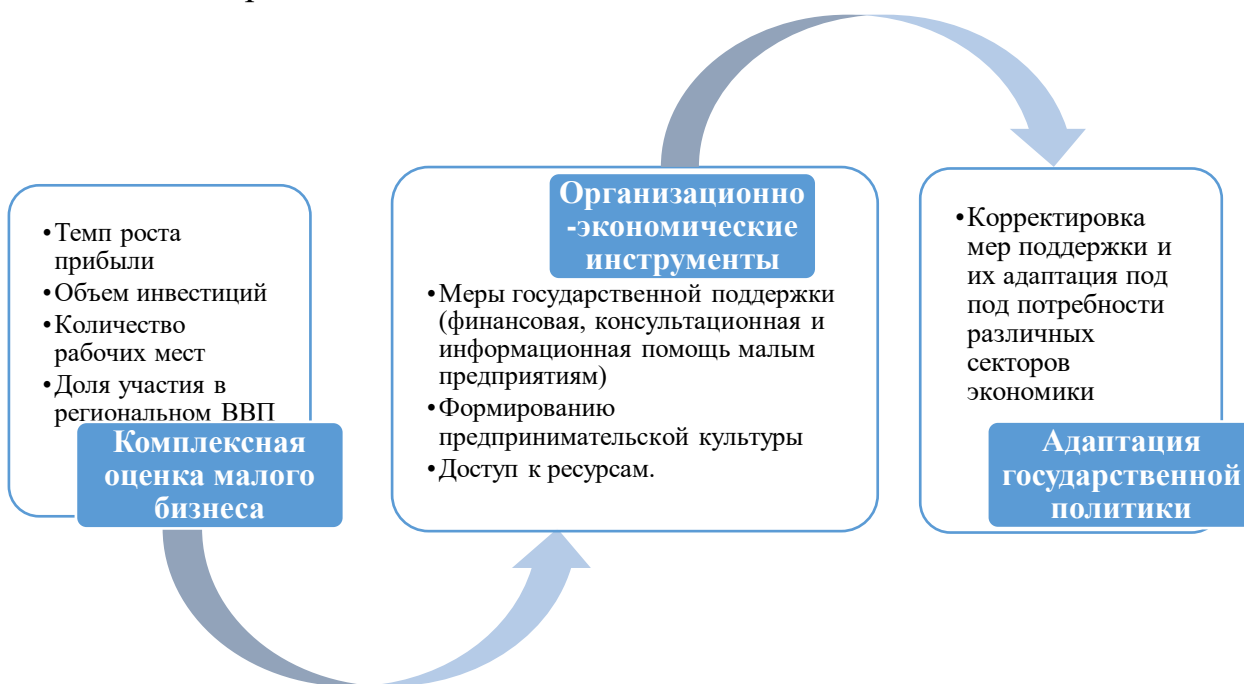 •Темп роста
прибыли
•Объем инвестиций
•Количество
рабочих мест
•Доля участия в
региональном ВВП
Комплексная
оценка малого
бизнеса
Организационно
-экономические
инструменты
•Меры государственной поддержки
(финансовая, консультационная и
информационная помощь малым
предприятиям)
•Формированию
предпринимательской культуры
•Доступ к ресурсам.
•Корректировка
мер поддержки и
их адаптация под
под потребности
различных
секторов
экономики
Адаптация
государственной
политики